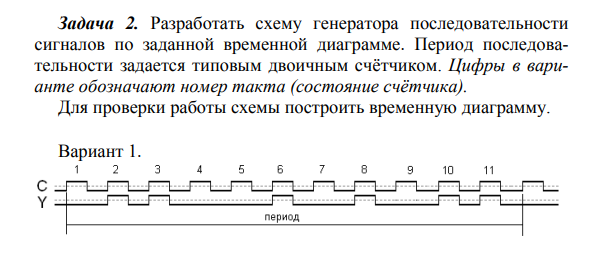 Задача 2. Разработать схему генератора последовательности
сигналов по заданной временной диаграмме. Период последова-
тельности задается типовым двоичным счётчиком. Цифры в вари-
анте обозначают номер такта (состояние счётчика).
Для проверки работы схемы построить временную диаграмму.
Вариант 1.
1 2 3 4 5 6 7 8 9 10 11
C
Y
период